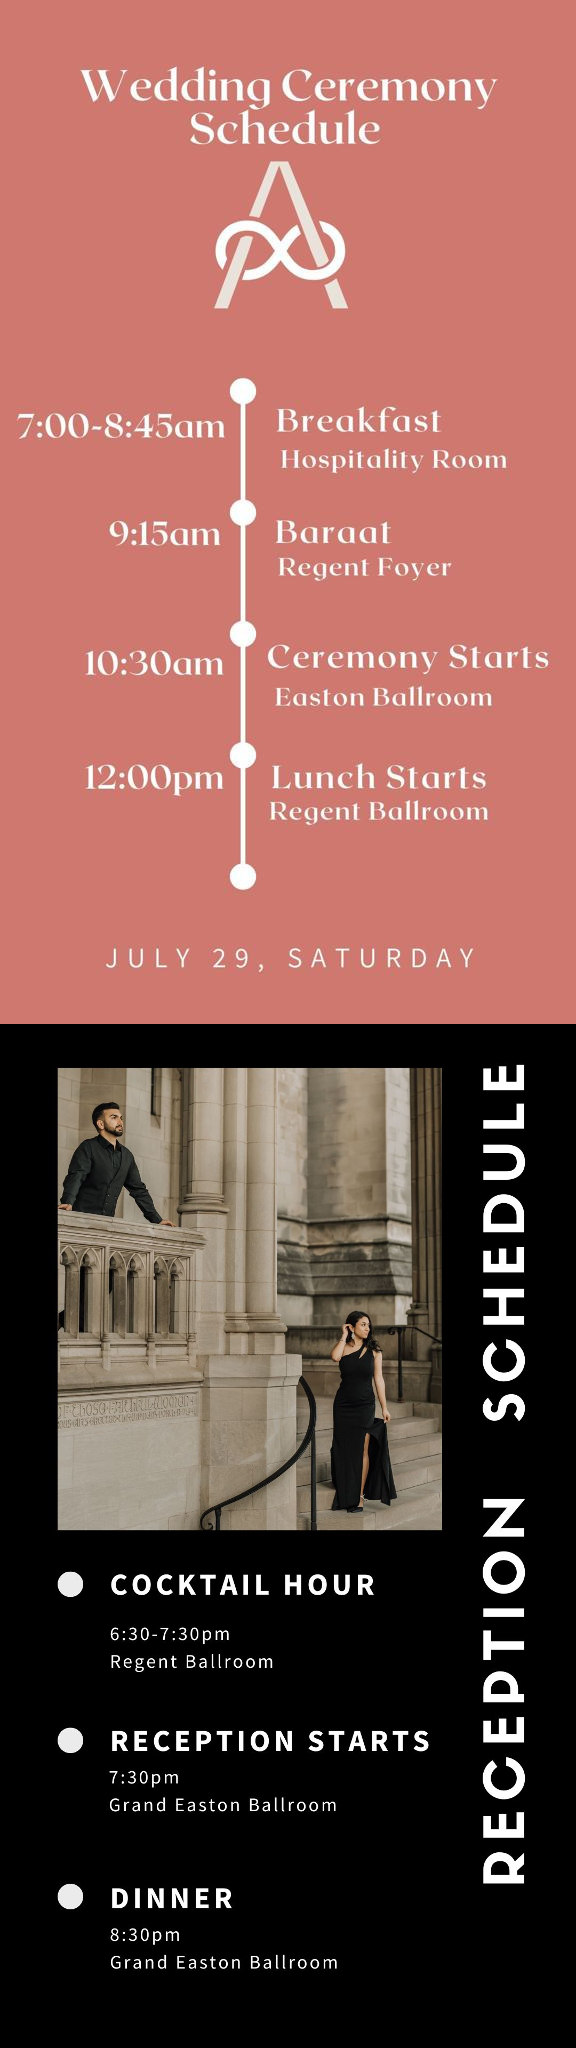 Wedding Ceremony
Schedule
A
7:00-8:45am
Breakfast
Hospitality Room
9:15am
Baraat
Regent Foyer
10:30am
Ceremony Starts
Easton Ballroom
12:00pm
Lunch Starts
Regent Ballroom
JULY 29, SATURDAY
RECEPTION SCHEDULE
COCKTAIL HOUR
6:30-7:30pm
Regent Ballroom
RECEPTION STARTS
7:30pm
Grand Easton Ballroom
DINNER
8:30pm
Grand Easton Ballroom